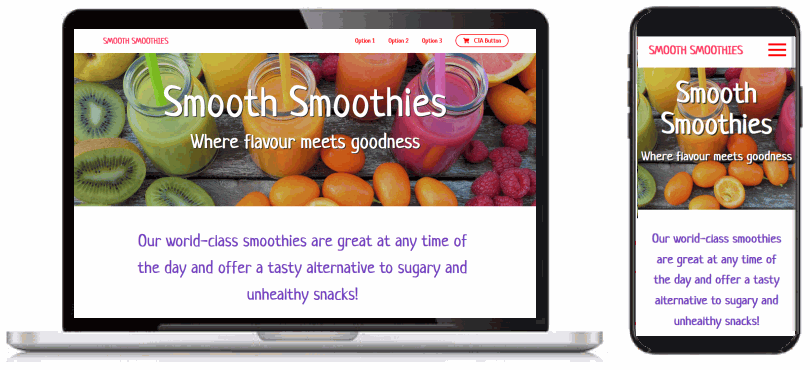 SMOOTH SMOOTHIES
Option 1 Option 2 Option 3 CTA Button
Smooth Smoothies
Where flavour meets goodness
Our world-class smoothies are great at any time of
the day and offer a tasty alternative to sugary and
unhealthy snacks!
SMOOTH SMOOTHIES
Smooth
Smoothies
Where flavour meets goodness
Our world-class smoothies
are great at any time of
the day and offer a tasty
alternative to sugary and
unhealthy snacks!